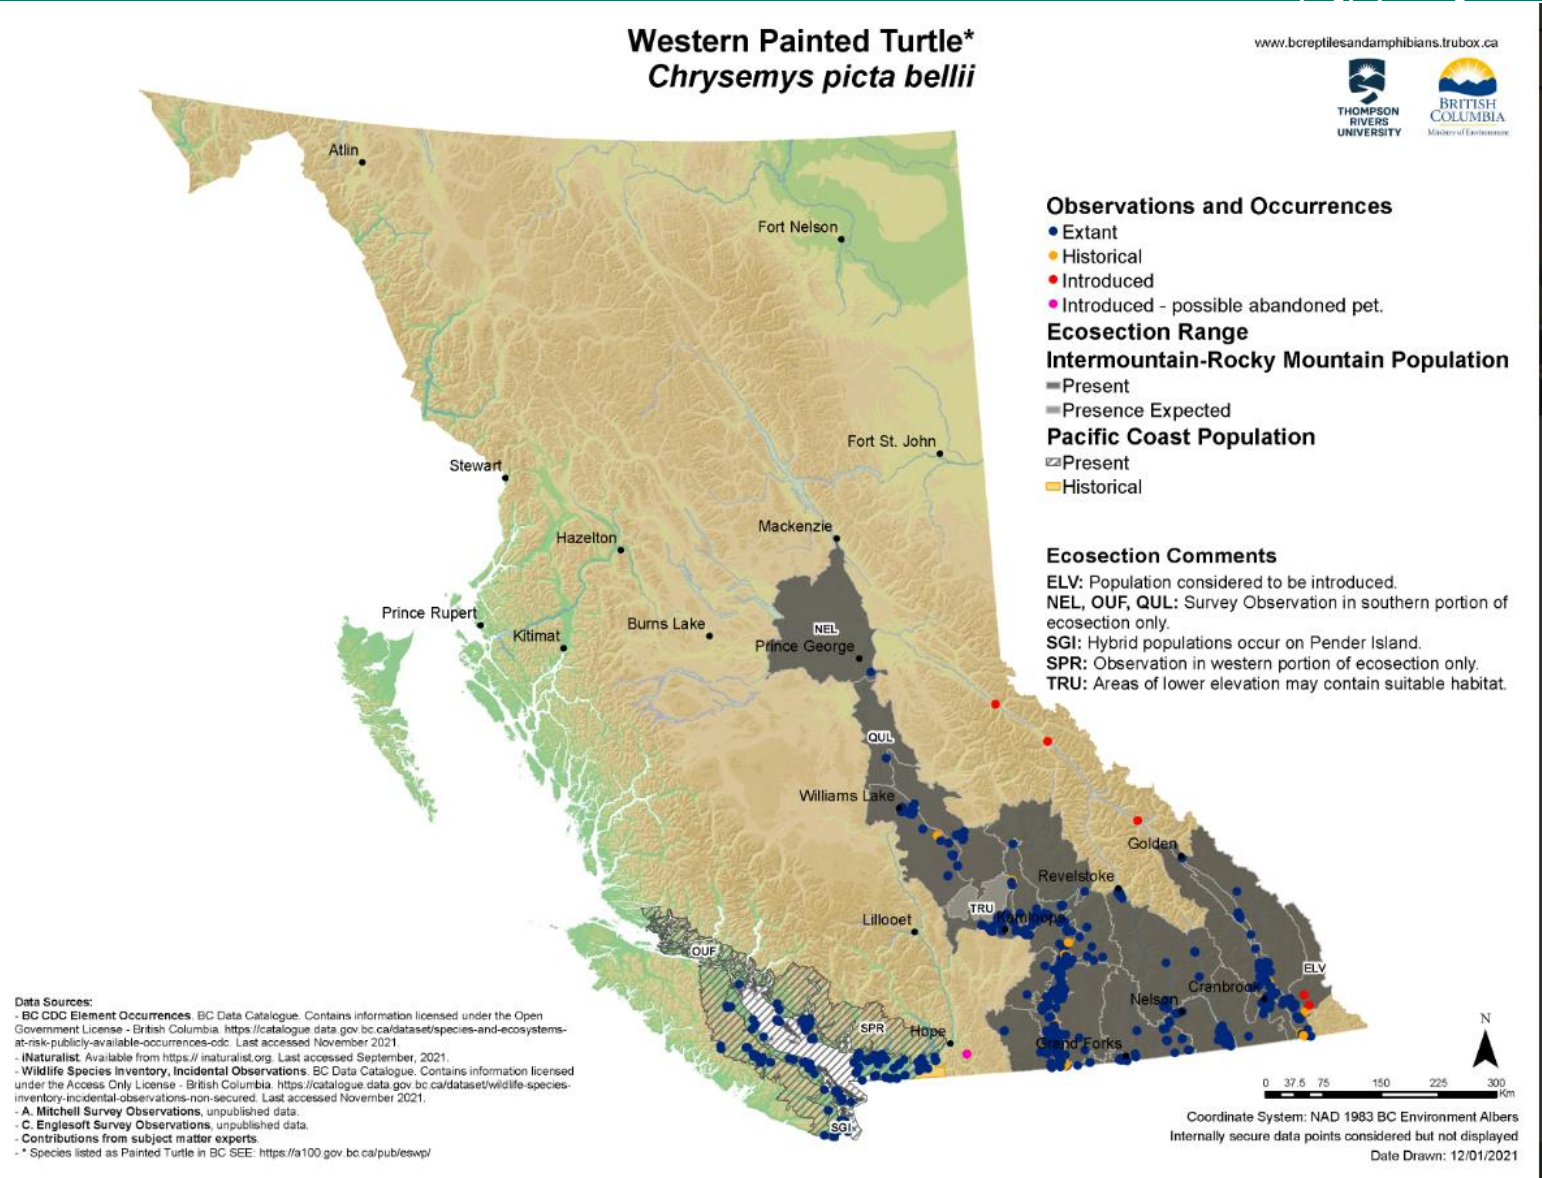 Western Painted Turtle*
Chrysemys picta bellii
www.bcreptilesandamphibians.trubox.ca
THOMPSON
RIVERS
UNIVERSITY
BRITISH
COLUMBIA
Ministry of Environment
Observations and Occurrences
Extant
Historical
Introduced
Introduced - possible abandoned pet.
Ecosection Range
Intermountain-Rocky Mountain Population
Present
Presence Expected
Pacific Coast Population
Present
Historical
Ecosection Comments
ELV: Population considered to be introduced.
NEL, OUF, QUL: Survey Observation in southern portion of
ecosection only.
SGI: Hybrid populations occur on Pender Island.
SPR: Observation in western portion of ecosection only.
TRU: Areas of lower elevation may contain suitable habitat.
Atlin
Fort Nelson
Fort St. John
Stewart
Mackenzie
Hazelton
Prince Rupert
Kitimat
Burns Lake
NEL
Prince George
QUL
Williams Lake
Golden
Revelstoke
TRU
Kamloops
Lillooet
OUF
ELV
Cranbrook
Nelson
SPR
Hope
Grand Forks
SGI
Data Sources:
- BC CDC Element Occurrences. BC Data Catalogue. Contains information licensed under the Open
Government License - British Columbia. https://catalogue.data.gov.bc.ca/dataset/species-and-ecosystems-
at-risk-publicly-available-occurrences-cdc. Last accessed November 2021.
- iNaturalist. Available from https:// inaturalist.org. Last accessed September, 2021.
- Wildlife Species Inventory, Incidental Observations. BC Data Catalogue. Contains information licensed
under the Access Only License - British Columbia. https://catalogue.data.gov.bc.ca/dataset/wildlife-species-
inventory-incidental-observations-non-secured. Last accessed November 2021.
- A. Mitchell Survey Observations, unpublished data.
- C. Englesoft Survey Observations, unpublished data.
- Contributions from subject matter experts.
- * Species listed as Painted Turtle in BC SEE: https://a100.gov.bc.ca/pub/eswp/
N
0 37.5 75 150 225 300
Km
Coordinate System: NAD 1983 BC Environment Albers
Internally secure data points considered but not displayed
Date Drawn: 12/01/2021